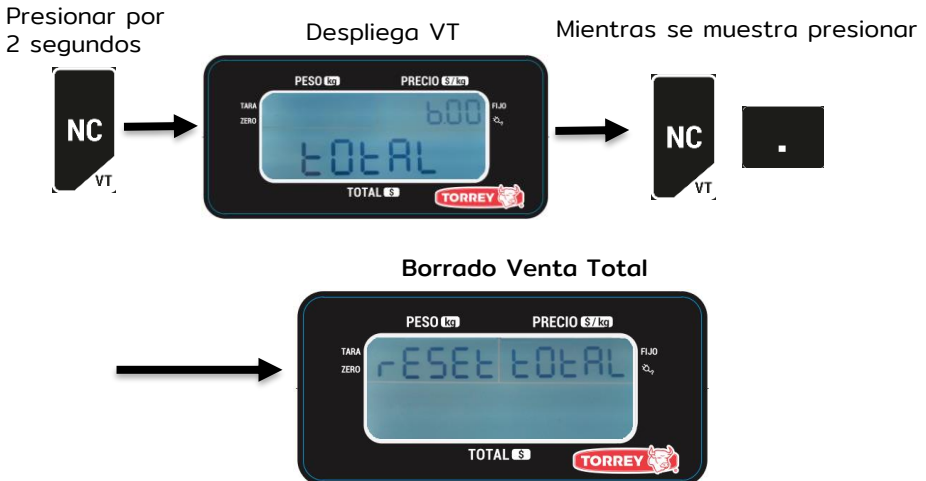 Presionar por
2 segundos
Despliega VT
Mientras se muestra presionar
NC
VT
PESO kg PRECIO $/kg
TARA
ZERO
6.00
FIJO
total
TOTAL $
TORREY
NC
VT
.
Borrado Venta Total
PESO kg PRECIO $/kg
TARA
ZERO
rESEt totAL
FIJO
TOTAL $
TORREY